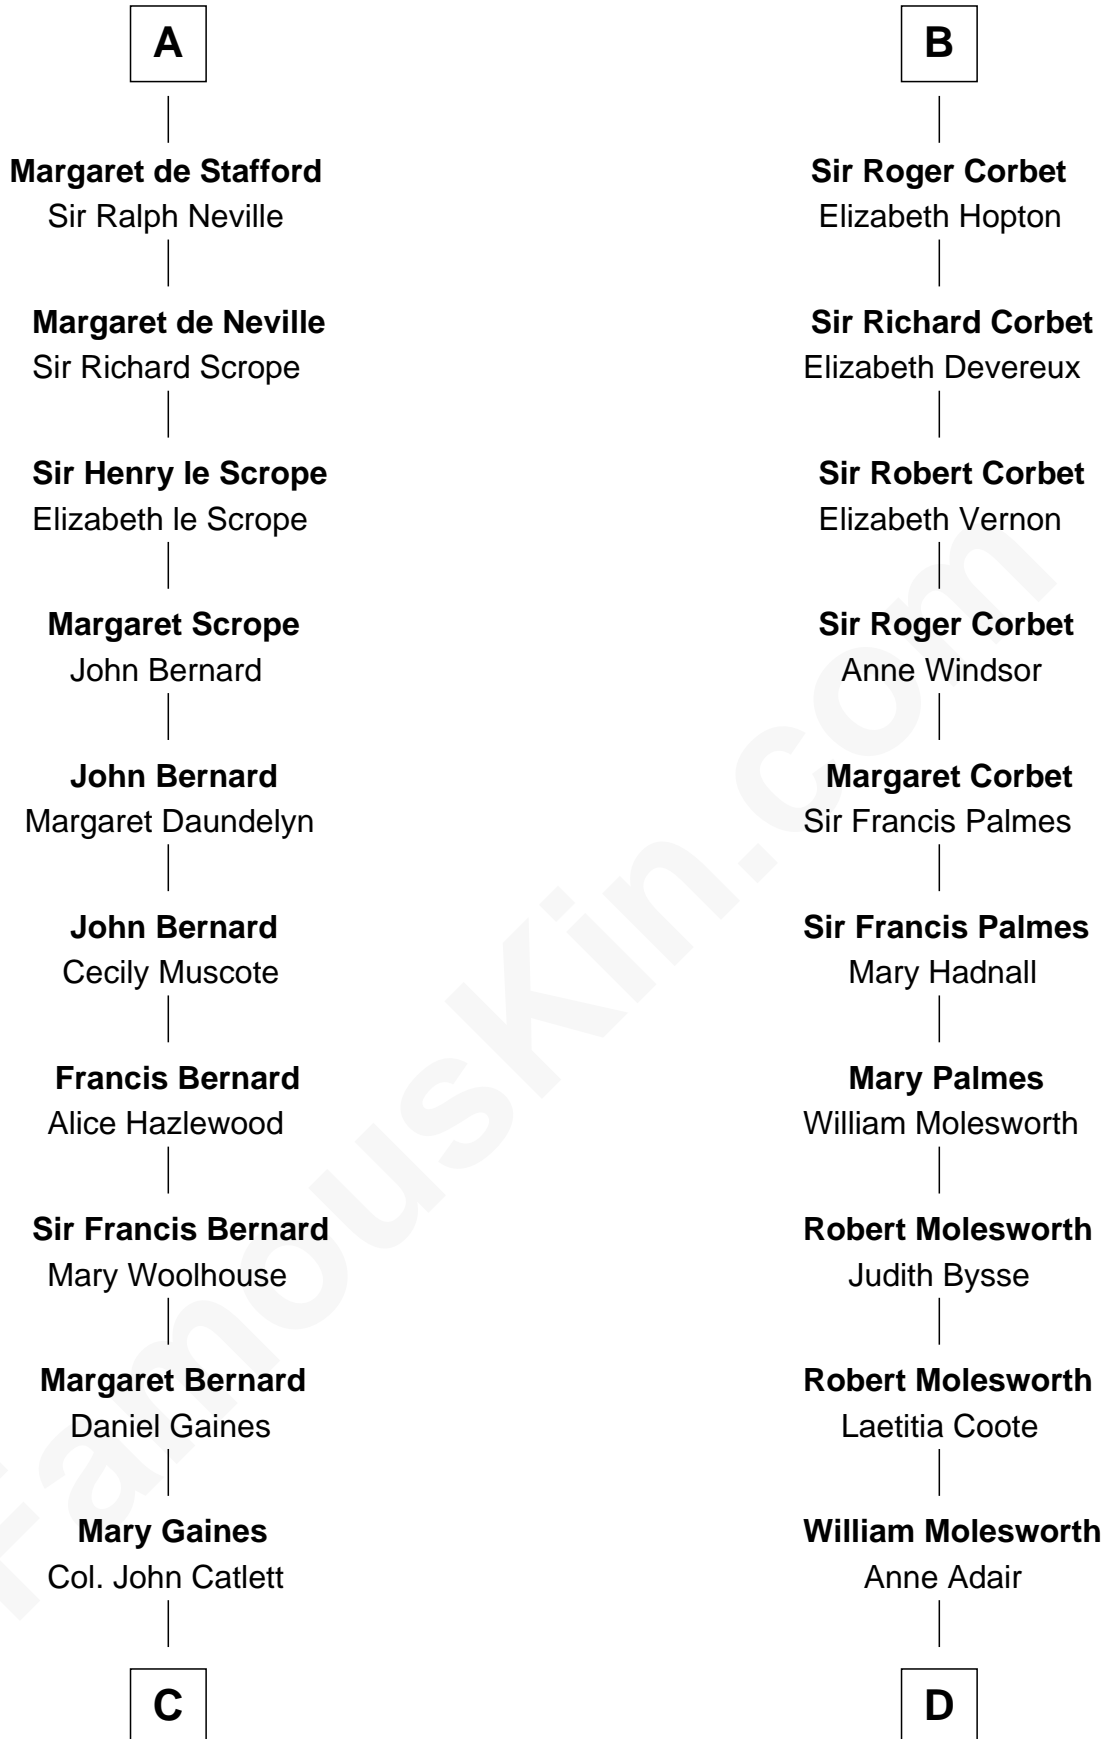 A
Margaret de Stafford
Sir Ralph Neville
Margaret de Neville
Sir Richard Scrope
Sir Henry le Scrope
Elizabeth le Scrope
Margaret Scrope
John Bernard
John Bernard
Margaret Daundelyn
John Bernard
Cecily Muscote
Francis Bernard
Alice Hazlewood
Sir Francis Bernard
Mary Woolhouse
Margaret Bernard
Daniel Gaines
Mary Gaines
Col. John Catlett
C
B
Sir Roger Corbet
Elizabeth Hopton
Sir Richard Corbet
Elizabeth Devereux
Sir Robert Corbet
Elizabeth Vernon
Sir Roger Corbet
Anne Windsor
Margaret Corbet
Sir Francis Palmes
Sir Francis Palmes
Mary Hadnall
Mary Palmes
William Molesworth
Robert Molesworth
Judith Bysse
Robert Molesworth
Laetitia Coote
William Molesworth
Anne Adair
D
FamousKin.com